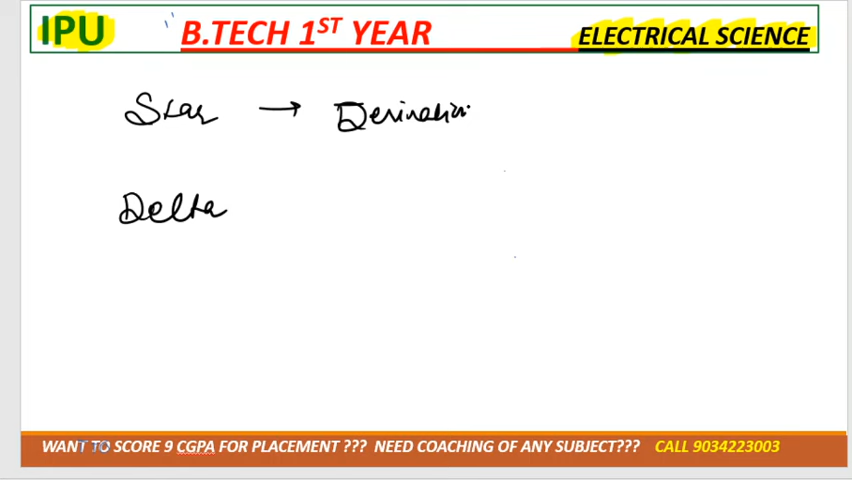 IPU B.TECH 1ST YEAR ELECTRICAL SCIENCE
Star → Derivation
Delta
WANT TO SCORE 9 CGPA FOR PLACEMENT ??? NEED COACHING OF ANY SUBJECT??? CALL 9034223003